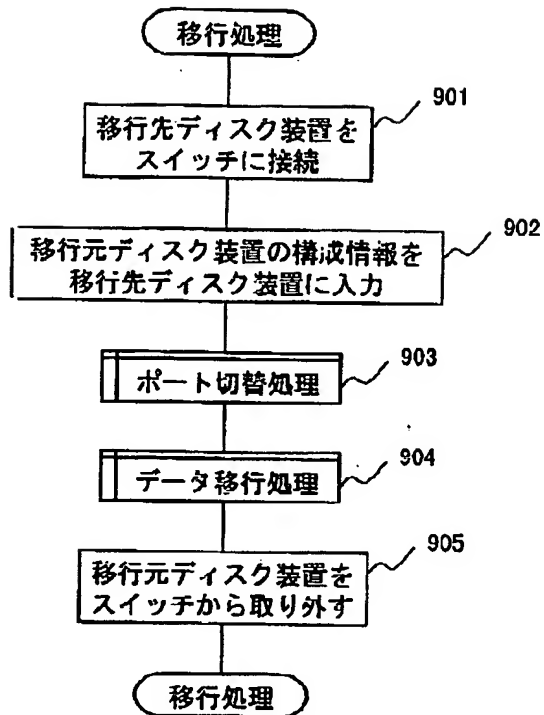 移行処理
901
移行先ディスク装置を
スイッチに接続
902
移行元ディスク装置の構成情報を
移行先ディスク装置に入力
903
ポート切替処理
904
データ移行処理
905
移行元ディスク装置を
スイッチから取り外す
移行処理